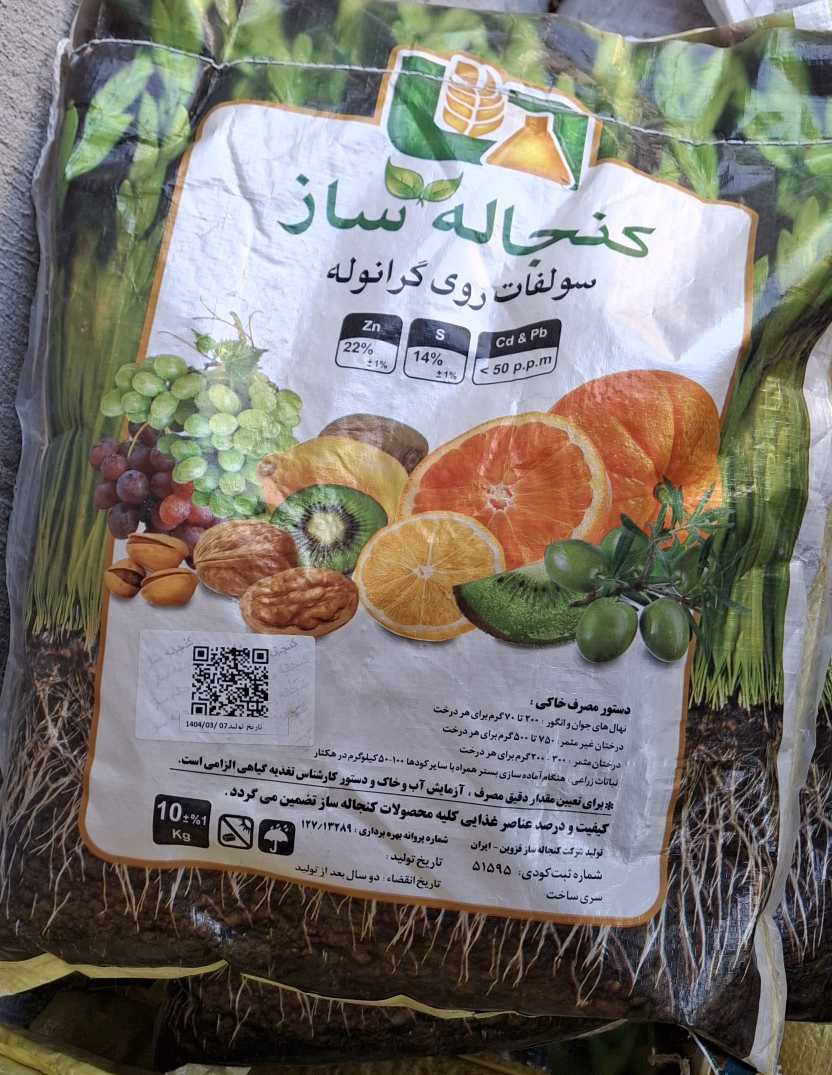 کنجاله ساز
سولفات روی گرانوله
Zn
22%
±1%
S
14%
±1%
Cd & Pb
< 50 p.p.m
تاریخ تولید: 1404/03/07
دستور مصرف خاکی :
نهال های جوان و انگور : ۲۰۰ تا ۷۰ گرم برای هر درخت
درختان غیر مثمر : ۷۵۰ تا ۵۰۰ گرم برای هر درخت
درختان مثمر : ۳۰۰ - ۲۰۰ گرم برای هر درخت
نباتات زراعی : هنگام آماده سازی بستر همراه با سایر کودها ۱۰۰-۵۰ کیلوگرم در هکتار
* برای تعیین مقدار دقیق مصرف ، آزمایش آب و خاک و دستور کارشناس تغذیه گیاهی الزامی است.
کیفیت و درصد عناصر غذایی کلیه محصولات کنجاله ساز تضمین می گردد .
تولید شرکت کنجاله ساز قزوین - ایران
شماره پروانه بهره برداری : ۱۲۷/۱۳۲۸۹
شماره ثبت کودی: ۵۱۵۹۵
تاریخ تولید :
سری ساخت
تاریخ انقضاء : دو سال بعد از تولید
10 ±%1
Kg